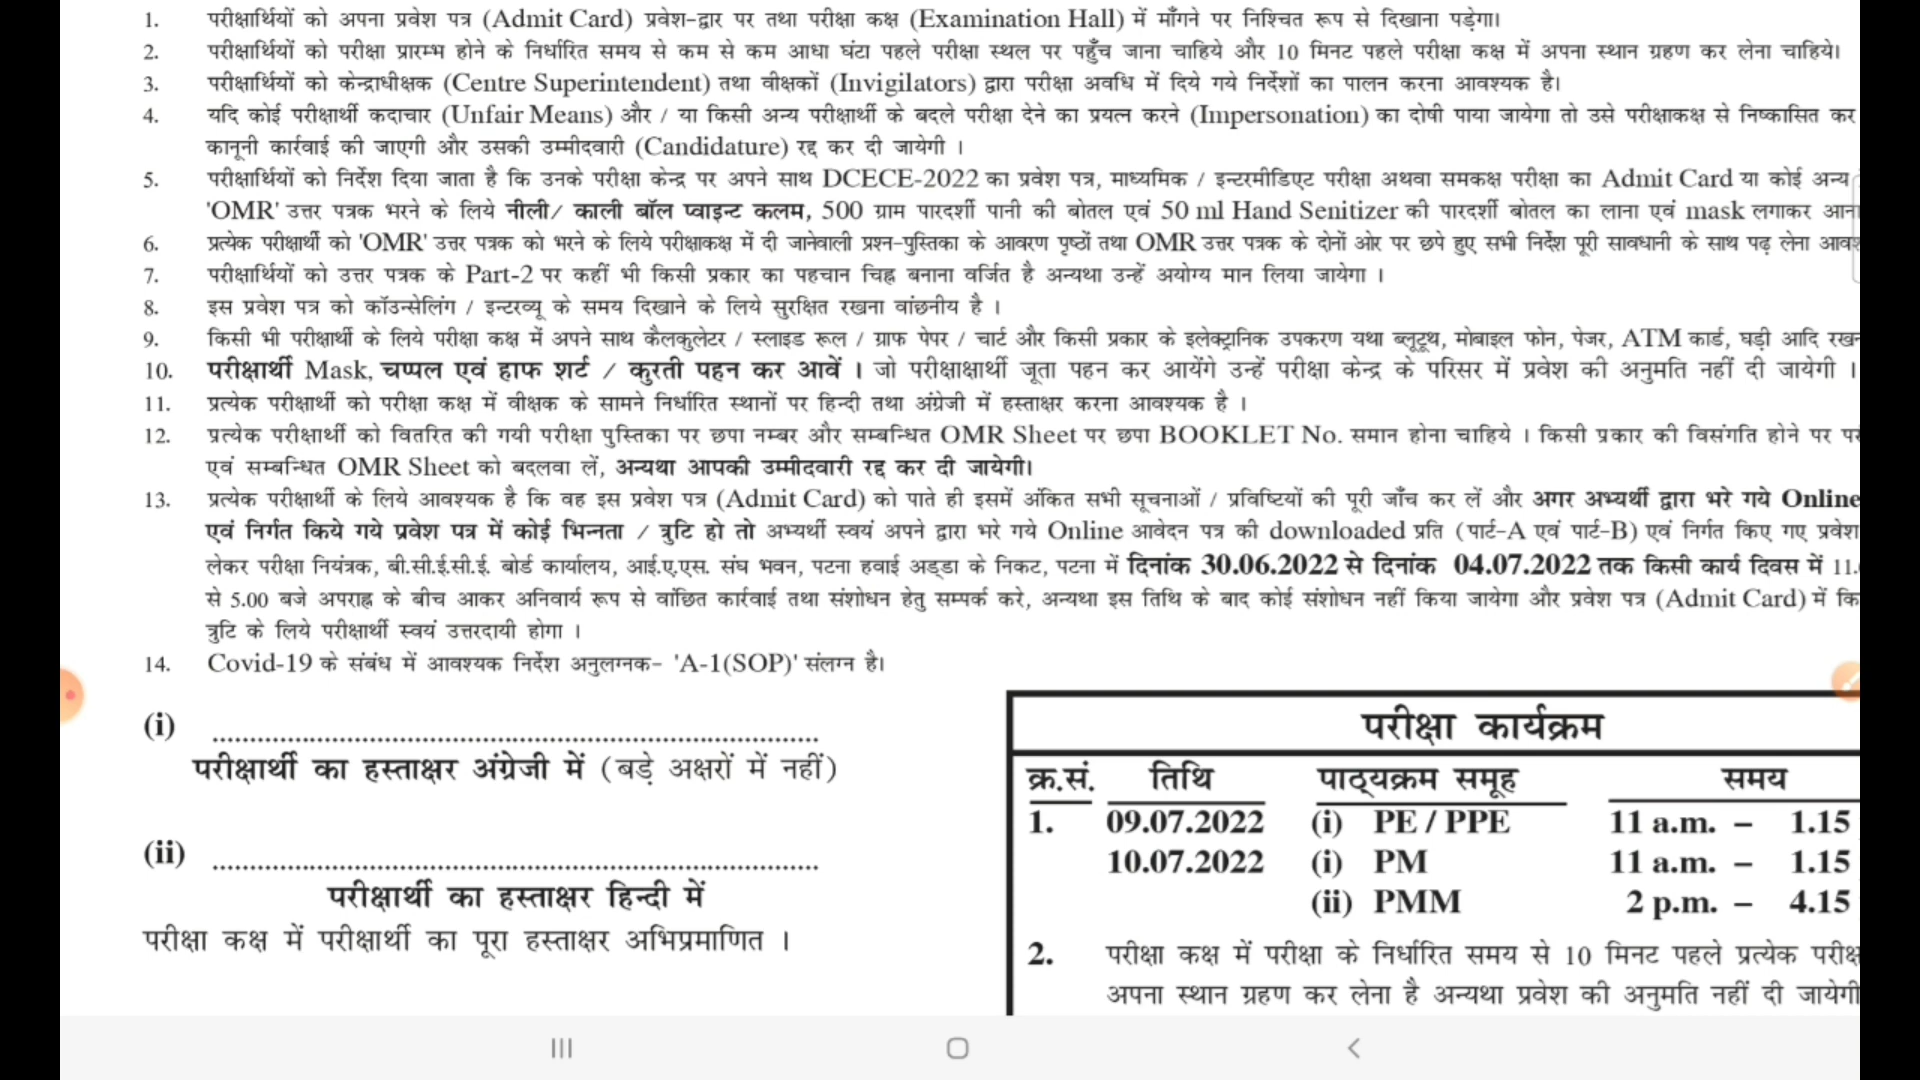 1. परीक्षार्थियों को अपना प्रवेश पत्र (Admit Card) प्रवेश-द्वार पर तथा परीक्षा कक्ष (Examination Hall) में माँगने पर निश्चित रूप से दिखाना पड़ेगा।
2. परीक्षार्थियों को परीक्षा प्रारम्भ होने के निर्धारित समय से कम से कम आधा घंटा पहले परीक्षा स्थल पर पहुँच जाना चाहिये और 10 मिनट पहले परीक्षा कक्ष में अपना स्थान ग्रहण कर लेना चाहिये।
3. परीक्षार्थियों को केन्द्राधीक्षक (Centre Superintendent) तथा वीक्षकों (Invigilators) द्वारा परीक्षा अवधि में दिये गये निर्देशों का पालन करना आवश्यक है।
4. यदि कोई परीक्षार्थी कदाचार (Unfair Means) और / या किसी अन्य परीक्षार्थी के बदले परीक्षा देने का प्रयत्न करने (Impersonation) का दोषी पाया जायेगा तो उसे परीक्षाकक्ष से निष्कासित कर
कानूनी कार्रवाई की जाएगी और उसकी उम्मीदवारी (Candidature) रद्द कर दी जायेगी ।
5. परीक्षार्थियों को निर्देश दिया जाता है कि उनके परीक्षा केन्द्र पर अपने साथ DCECE-2022 का प्रवेश पत्र, माध्यमिक / इन्टरमीडिएट परीक्षा अथवा समकक्ष परीक्षा का Admit Card या कोई अन्य
'OMR' उत्तर पत्रक भरने के लिये नीली/ काली बॉल प्वाइन्ट कलम, 500 ग्राम पारदर्शी पानी की बोतल एवं 50 ml Hand Senitizer की पारदर्शी बोतल का लाना एवं mask लगाकर आना
6. प्रत्येक परीक्षार्थी को 'OMR' उत्तर पत्रक को भरने के लिये परीक्षाकक्ष में दी जानेवाली प्रश्न-पुस्तिका के आवरण पृष्ठों तथा OMR उत्तर पत्रक के दोनों ओर पर छपे हुए सभी निर्देश पूरी सावधानी के साथ पढ़ लेना
7. परीक्षार्थियों को उत्तर पत्रक के Part-2 पर कहीं भी किसी प्रकार का पहचान चिह्न बनाना वर्जित है अन्यथा उन्हें अयोग्य मान लिया जायेगा ।
8. इस प्रवेश पत्र को कॉउन्सेलिंग / इन्टरव्यू के समय दिखाने के लिये सुरक्षित रखना वांछनीय है ।
9. किसी भी परीक्षार्थी के लिये परीक्षा कक्ष में अपने साथ कैलकुलेटर / स्लाइड रूल / ग्राफ पेपर / चार्ट और किसी प्रकार के इलेक्ट्रानिक उपकरण यथा ब्लूटूथ, मोबाइल फोन, पेजर, ATM कार्ड, घड़ी आदि
10. परीक्षार्थी Mask, चप्पल एवं हाफ शर्ट / कुरती पहन कर आवें । जो परीक्षाक्षार्थी जूता पहन कर आयेंगे उन्हें परीक्षा केन्द्र के परिसर में प्रवेश की अनुमति नहीं दी जायेगी ।
11. प्रत्येक परीक्षार्थी को परीक्षा कक्ष में वीक्षक के सामने निर्धारित स्थानों पर हिन्दी तथा अंग्रेजी में हस्ताक्षर करना आवश्यक है ।
12. प्रत्येक परीक्षार्थी को वितरित की गयी परीक्षा पुस्तिका पर छपा नम्बर और सम्बन्धित OMR Sheet पर छपा BOOKLET No. समान होना चाहिये । किसी प्रकार की विसंगति होने पर
एवं सम्बन्धित OMR Sheet को बदलवा लें, अन्यथा आपकी उम्मीदवारी रद्द कर दी जायेगी।
13. प्रत्येक परीक्षार्थी के लिये आवश्यक है कि वह इस प्रवेश पत्र (Admit Card) को पाते ही इसमें अंकित सभी सूचनाओं / प्रविष्टियों की पूरी जाँच कर लें और अगर अभ्यर्थी द्वारा भरे गये Online
एवं निर्गत किये गये प्रवेश पत्र में कोई भिन्नता / त्रुटि हो तो अभ्यर्थी स्वयं अपने द्वारा भरे गये Online आवेदन पत्र की downloaded प्रति (पार्ट-A एवं पार्ट-B) एवं निर्गत किए गए प्रवेश
लेकर परीक्षा नियंत्रक, बी.सी.ई.सी.ई. बोर्ड कार्यालय, आई.ए.एस. संघ भवन, पटना हवाई अड्डा के निकट, पटना में दिनांक 30.06.2022 से दिनांक 04.07.2022 तक किसी कार्य दिवस में 11.
से 5.00 बजे अपराह्न के बीच आकर अनिवार्य रूप से वांछित कार्रवाई तथा संशोधन हेतु सम्पर्क करे, अन्यथा इस तिथि के बाद कोई संशोधन नहीं किया जायेगा और प्रवेश पत्र (Admit Card) में
त्रुटि के लिये परीक्षार्थी स्वयं उत्तरदायी होगा ।
14. Covid-19 के संबंध में आवश्यक निर्देश अनुलग्नक- 'A-1(SOP)' संलग्न है।
(i) ................................................................................
परीक्षार्थी का हस्ताक्षर अंग्रेजी में (बड़े अक्षरों में नहीं)
(ii) ................................................................................
परीक्षार्थी का हस्ताक्षर हिन्दी में
परीक्षा कक्ष में परीक्षार्थी का पूरा हस्ताक्षर अभिप्रमाणित ।
परीक्षा कार्यक्रम
क्र.सं. तिथि पाठ्यक्रम समूह समय
1. 09.07.2022 (i) PE / PPE 11 a.m. – 1.15
10.07.2022 (i) PM 11 a.m. – 1.15
(ii) PMM 2 p.m. – 4.15
2. परीक्षा कक्ष में परीक्षा के निर्धारित समय से 10 मिनट पहले प्रत्येक
अपना स्थान ग्रहण कर लेना है अन्यथा प्रवेश की अनुमति नहीं दी जायेगी